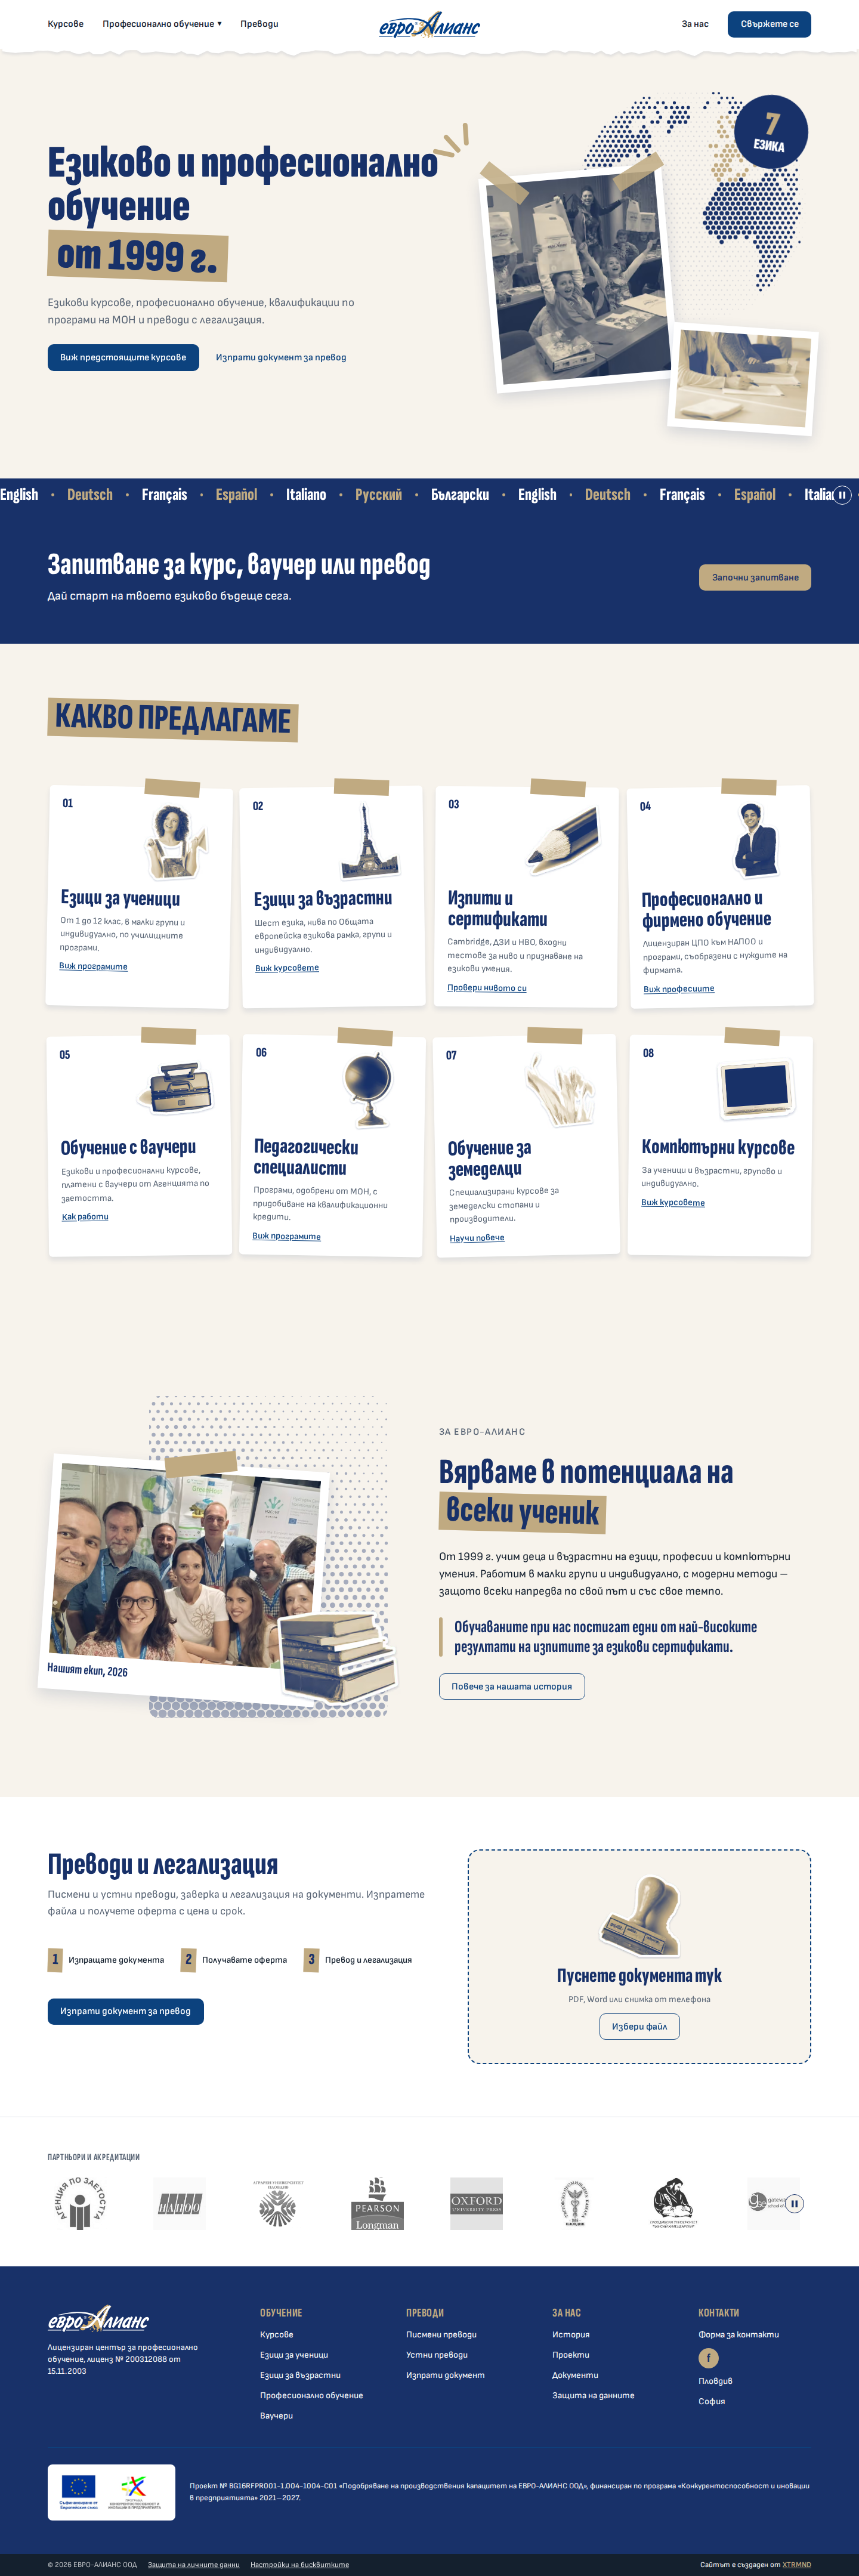 Курсове
Професионално обучение ▾
Преводи
евроАлианс
За нас
Свържете се
Езиково и професионално
обучение
от 1999 г.
7
ЕЗИКА
Езикови курсове, професионално обучение, квалификации по
програми на МОН и преводи с легализация.
Виж предстоящите курсове
Изпрати документ за превод
English • Deutsch • Français • Español • Italiano • Русский • Български • English • Deutsch • Français • Español •
Запитване за курс, ваучер или превод
Дай старт на твоето езиково бъдеще сега.
Започни запитване
КАКВО ПРЕДЛАГАМЕ
01
Езици за ученици
От 1 до 12 клас, в малки групи и
индивидуално, по училищните
програми.
Виж програмите
02
Езици за възрастни
Шест езика, нива по Общата
европейска езикова рамка, групи и
индивидуално.
Виж курсовете
03
Изпити и
сертификати
Cambridge, ДЗИ и НВО, входни
тестове за ниво и признаване на
езикови умения.
Провери нивото си
04
Професионално и
фирмено обучение
Лицензиран ЦПО към НАПОО и
програми, съобразени с нуждите на
фирмата.
Виж професиите
05
Обучение с ваучери
Езикови и професионални курсове,
платени с ваучери от Агенцията по
заетостта.
Как работи
06
Педагогически
специалисти
Програми, одобрени от МОН, с
придобиване на квалификационни
кредити.
Виж програмите
07
Обучение за
земеделци
Специализирани курсове за
земеделски стопани и
производители.
Научи повече
08
Компютърни курсове
За ученици и възрастни, групово и
индивидуално.
Виж курсовете
Нашият екип, 2026
ЗА ЕВРО-АЛИАНС
Вярваме в потенциала на
всеки ученик
От 1999 г. учим деца и възрастни на езици, професии и компютърни
умения. Работим в малки групи и индивидуално, с модерни методи –
защото всеки напредва по свой път и със свое темпо.
Обучаваните при нас постигат едни от най-високите
резултати на изпитите за езикови сертификати.
Повече за нашата история
Преводи и легализация
Писмени и устни преводи, заверка и легализация на документи. Изпратете
файла и получете оферта с цена и срок.
1 Изпращате документа
2 Получавате оферта
3 Превод и легализация
Изпрати документ за превод
Пуснете документа тук
PDF, Word или снимка от телефона
Избери файл
ПАРТНЬОРИ И АКРЕДИТАЦИИ
АГЕНЦИЯ ПО ЗАЕТОСТТА
НАПОО
АГРАРЕН УНИВЕРСИТЕТ
ПЛОВДИВ
PEARSON
Longman
OXFORD
UNIVERSITY PRESS
евроАлианс
Лицензиран център за професионално
обучение, лиценз № 200312088 от
15.11.2003
ОБУЧЕНИЕ
Курсове
Езици за ученици
Езици за възрастни
Професионално обучение
Ваучери
ПРЕВОДИ
Писмени преводи
Устни преводи
Изпрати документ
ЗА НАС
История
Проекти
Документи
Защита на данните
КОНТАКТИ
Форма за контакти
f
Пловдив
София
Съфинансирано от
Европейския съюз
Проект № BG16RFPR001-1.004-1004-C01 «Подобряване на производствения капацитет на ЕВРО-АЛИАНС ООД», финансиран по програма «Конкурентоспособност и иновации
в предприятията» 2021–2027.
© 2026 ЕВРО-АЛИАНС ООД
Защита на личните данни
Настройки на бисквитките
Сайтът е създаден от XTRMND